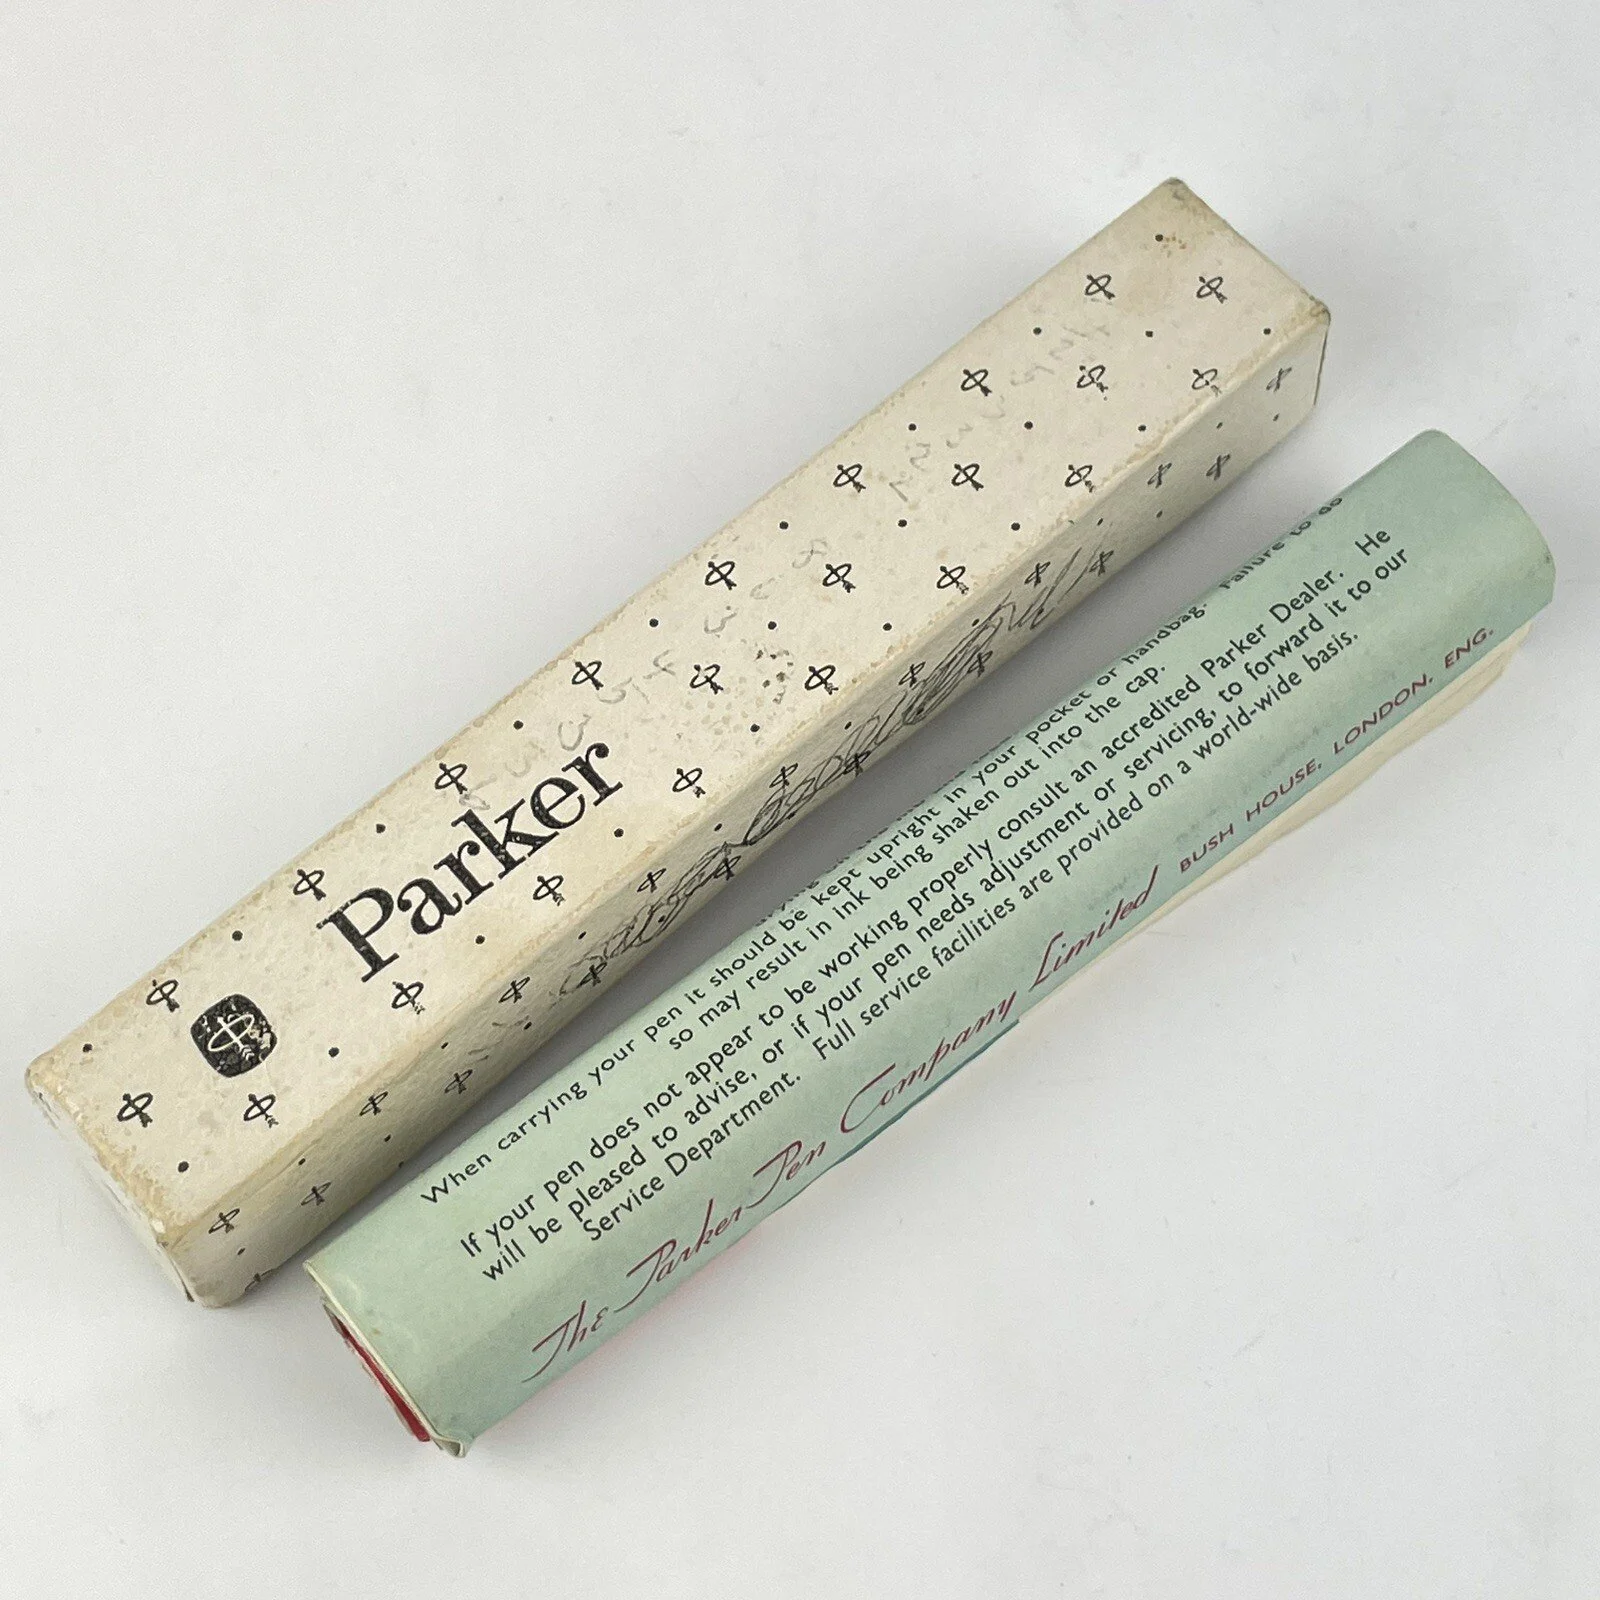 Parker
When carrying your pen it should be kept upright in your pocket or handbag. Failure to do
so may result in ink being shaken out into the cap.
If your pen does not appear to be working properly consult an accredited Parker Dealer. He
will be pleased to advise, or if your pen needs adjustment or servicing, to forward it to our
Service Department. Full service facilities are provided on a world-wide basis.
The Parker Pen Company Limited BUSH HOUSE, LONDON, ENG.